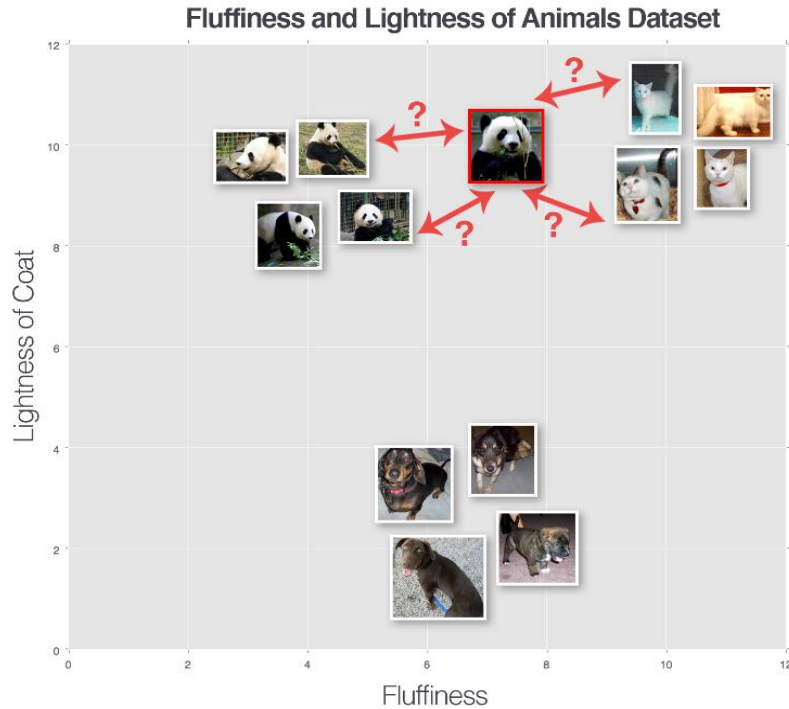 Fluffiness and Lightness of Animals Dataset
12
?
?
10
?
?
8
Lightness of Coat
6
4
2
0
0 2 4 6 8 10 12
Fluffiness